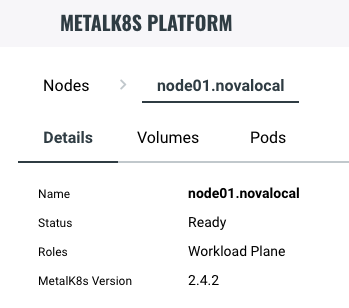 METALK8S PLATFORM
Nodes > node01.novalocal
Details Volumes Pods
Name node01.novalocal
Status Ready
Roles Workload Plane
MetalK8s Version 2.4.2